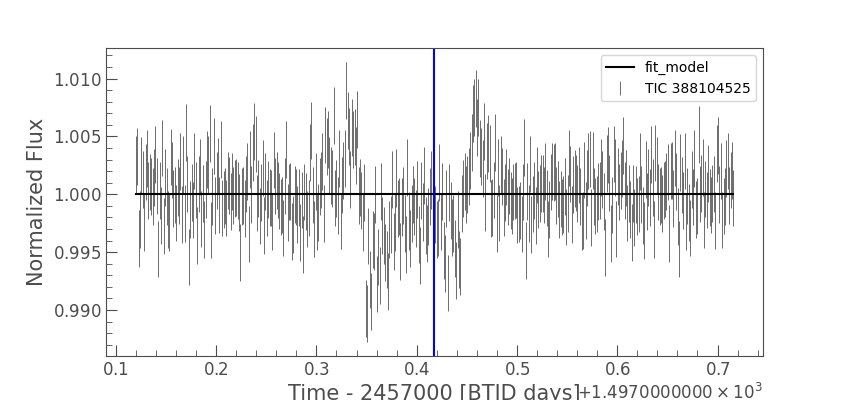 fit_model
TIC 388104525
1.010
1.005
1.000
0.995
0.990
Normalized Flux
0.1 0.2 0.3 0.4 0.5 0.6 0.7
Time - 2457000 [BTJD days]
+1.4970000000 × 10³